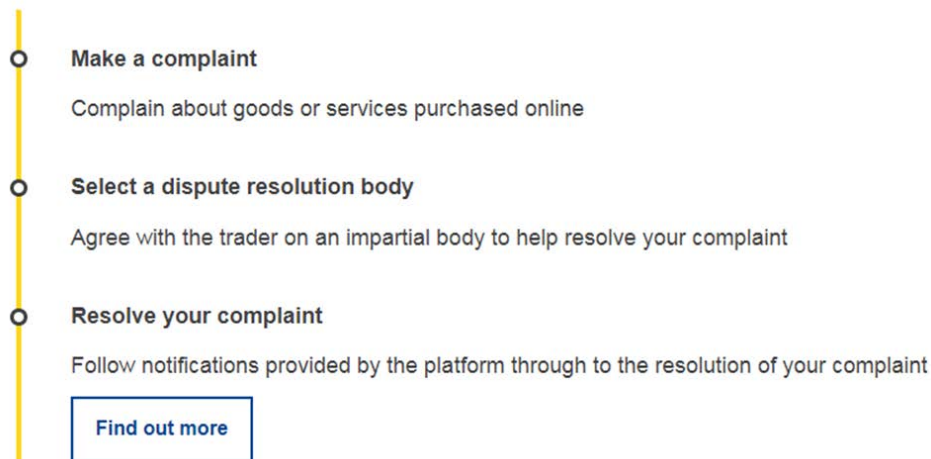 Make a complaint
Complain about goods or services purchased online
Select a dispute resolution body
Agree with the trader on an impartial body to help resolve your complaint
Resolve your complaint
Follow notifications provided by the platform through to the resolution of your complaint
Find out more